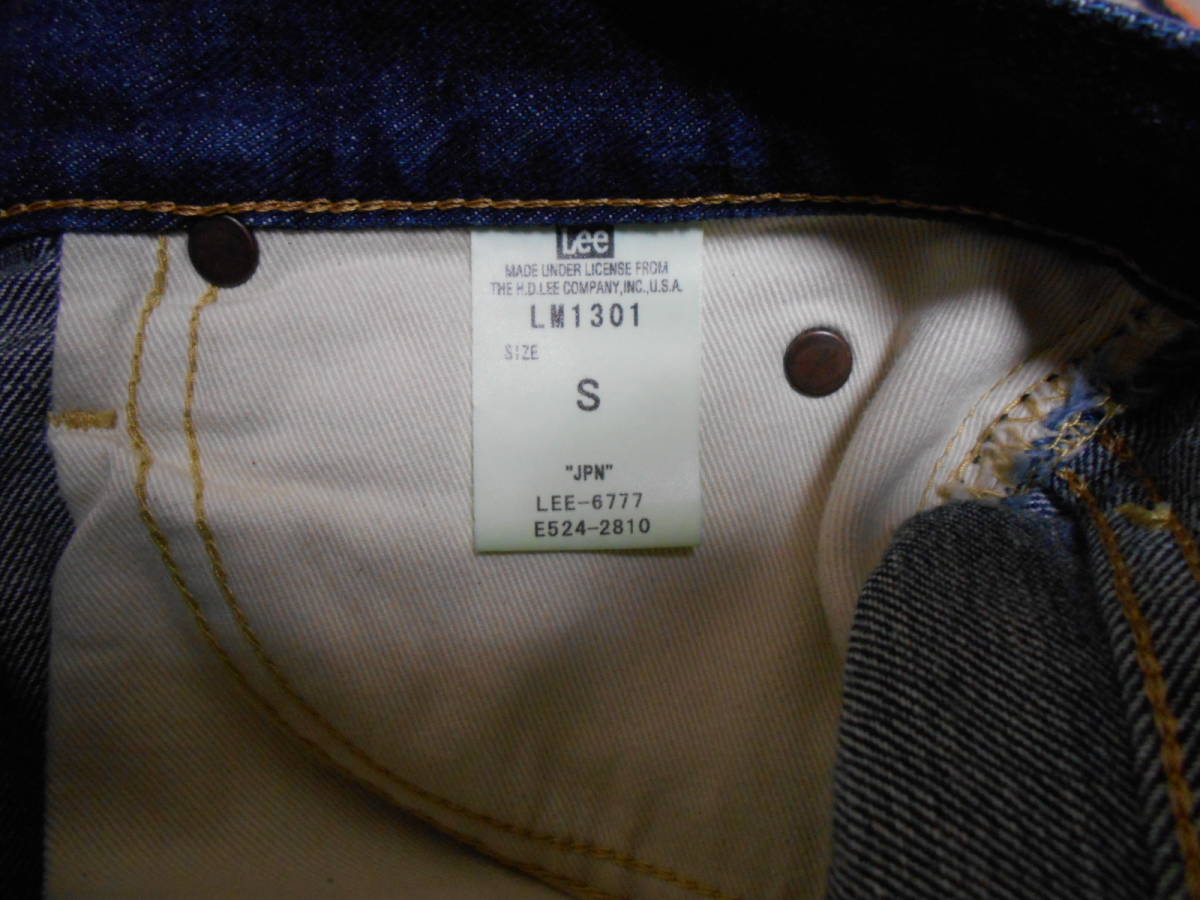 Lee
MADE UNDER LICENSE FROM
THE H.D.LEE COMPANY,INC.,U.S.A.
LM1301
SIZE
S
"JPN"
LEE-6777
E524-2810